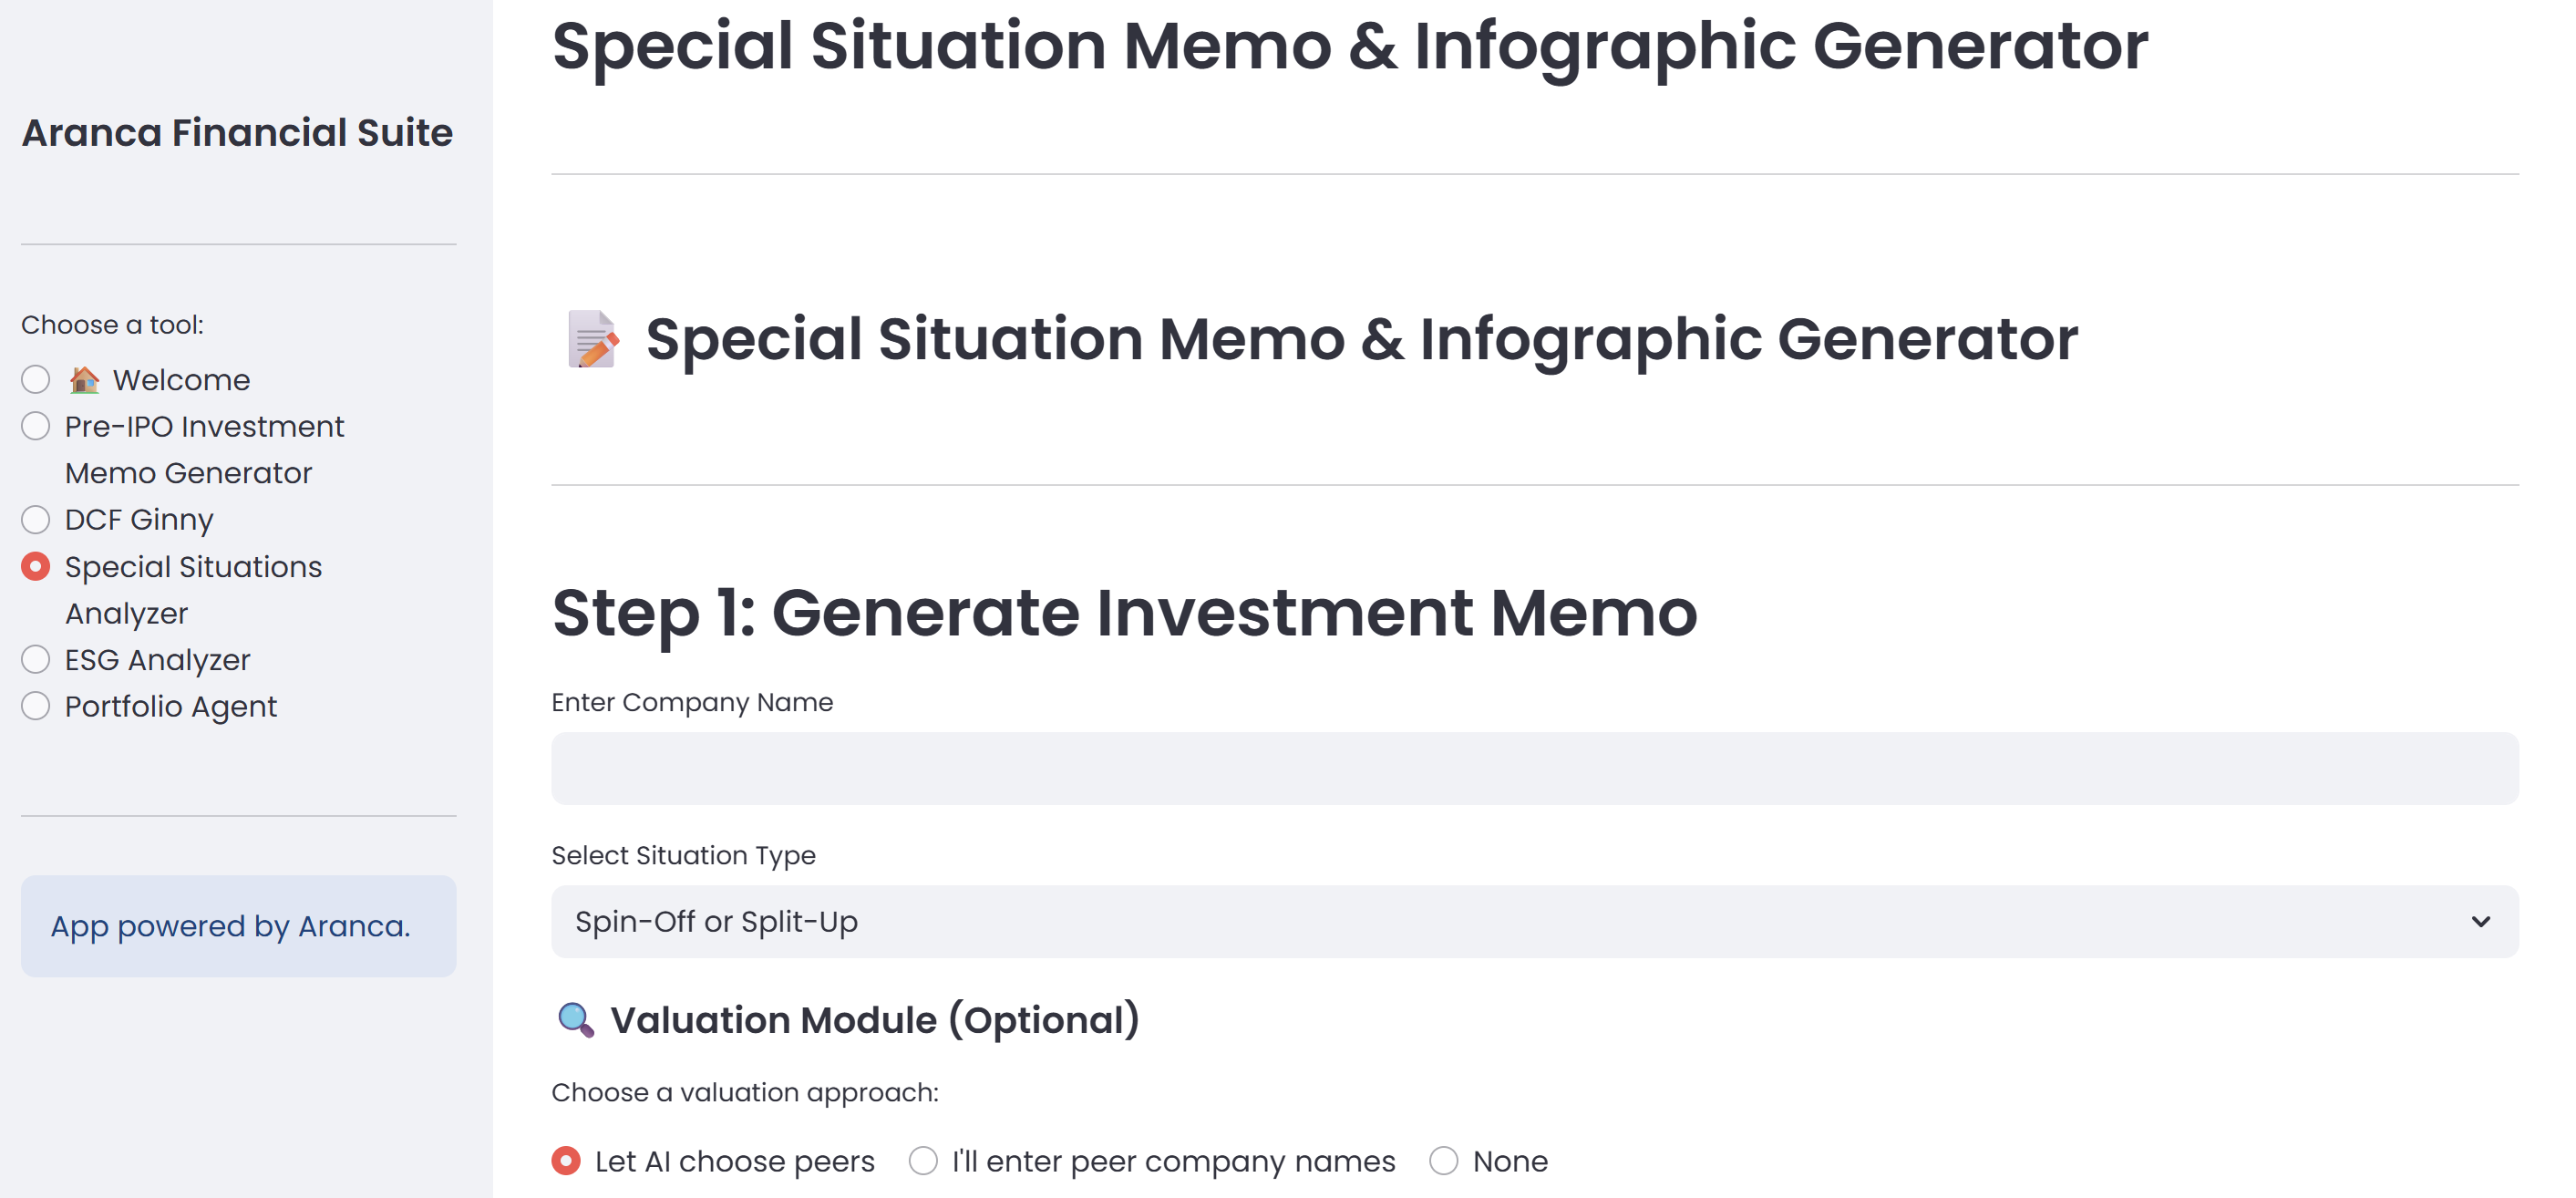 Aranca Financial Suite
Choose a tool:
🏠 Welcome
Pre-IPO Investment
Memo Generator
DCF Ginny
Special Situations
Analyzer
ESG Analyzer
Portfolio Agent
App powered by Aranca.
Special Situation Memo & Infographic Generator
📝 Special Situation Memo & Infographic Generator
Step 1: Generate Investment Memo
Enter Company Name
Select Situation Type
Spin-Off or Split-Up
🔍 Valuation Module (Optional)
Choose a valuation approach:
Let AI choose peers
I'll enter peer company names
None